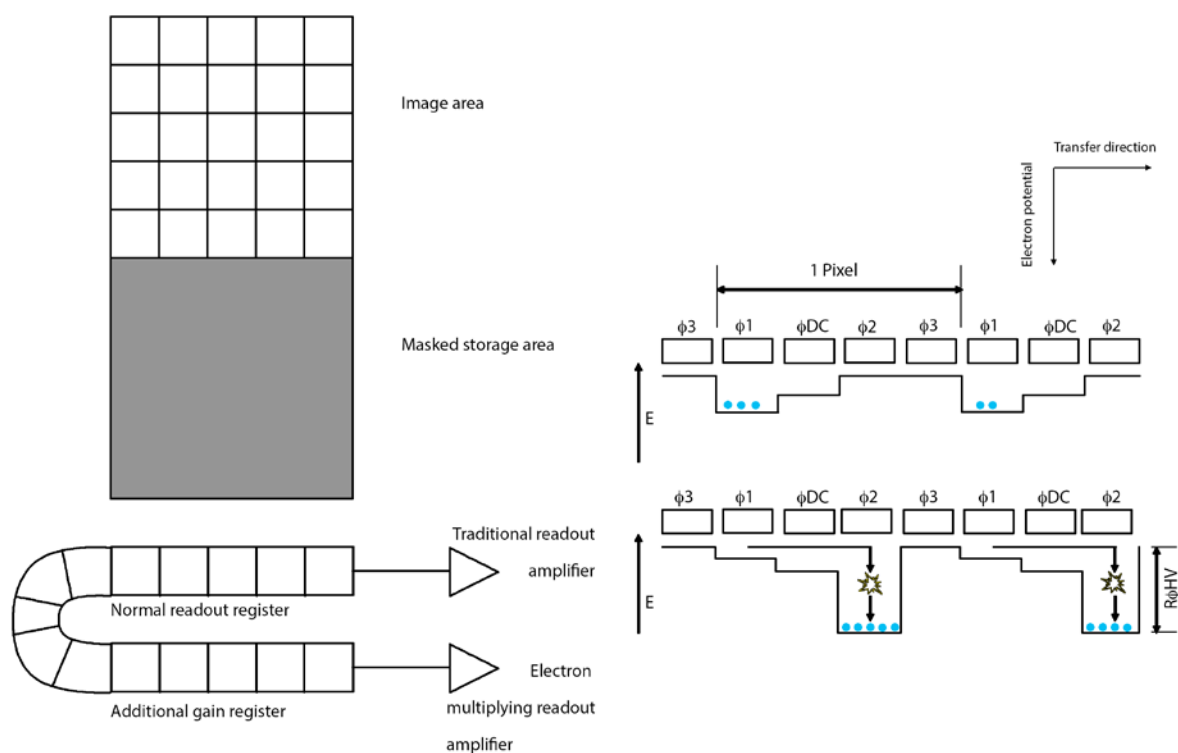 Image area
Masked storage area
Traditional readout
amplifier
Normal readout register
Electron
multiplying readout
amplifier
Additional gain register
Transfer direction
Electron potential
1 Pixel
ϕ3 ϕ1 ϕDC ϕ2 ϕ3 ϕ1 ϕDC ϕ2
E
ϕ3 ϕ1 ϕDC ϕ2 ϕ3 ϕ1 ϕDC ϕ2
E
RϕHV